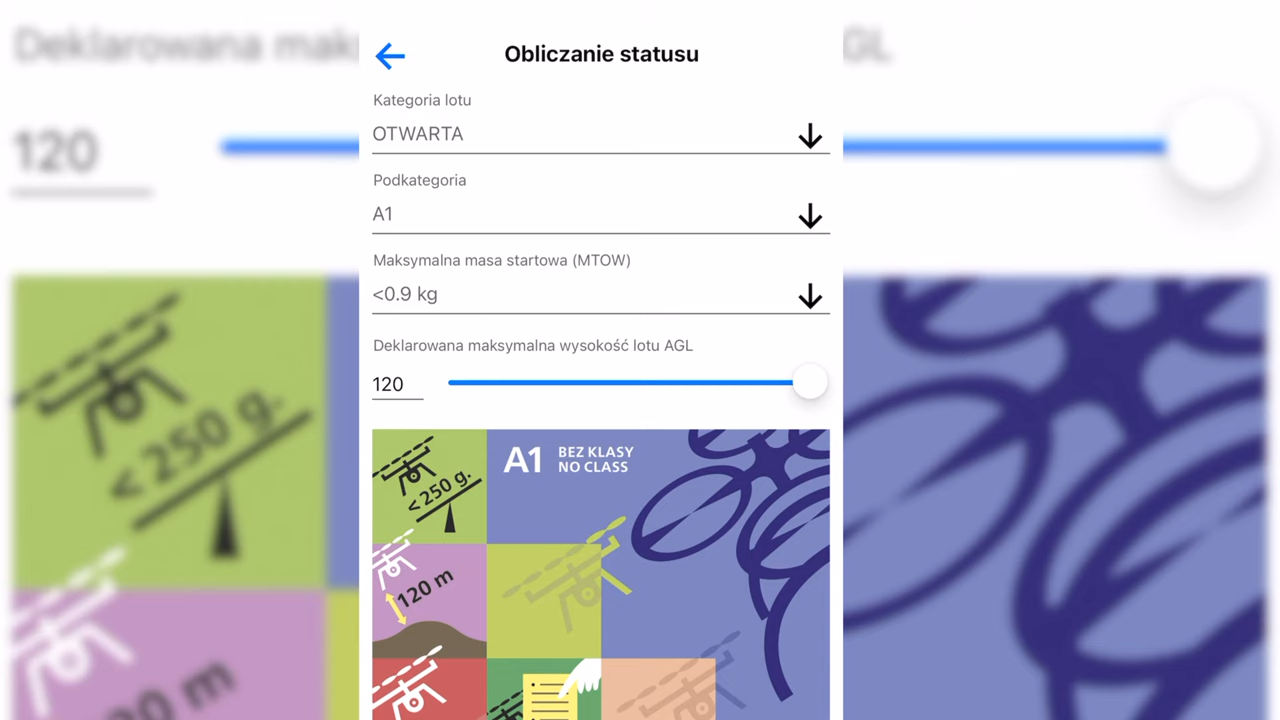 Obliczanie statusu
Kategoria lotu
OTWARTA
Podkategoria
A1
Maksymalna masa startowa (MTOW)
<0.9 kg
Deklarowana maksymalna wysokość lotu AGL
120
A1 BEZ KLASY
NO CLASS
< 250 g.
120 m